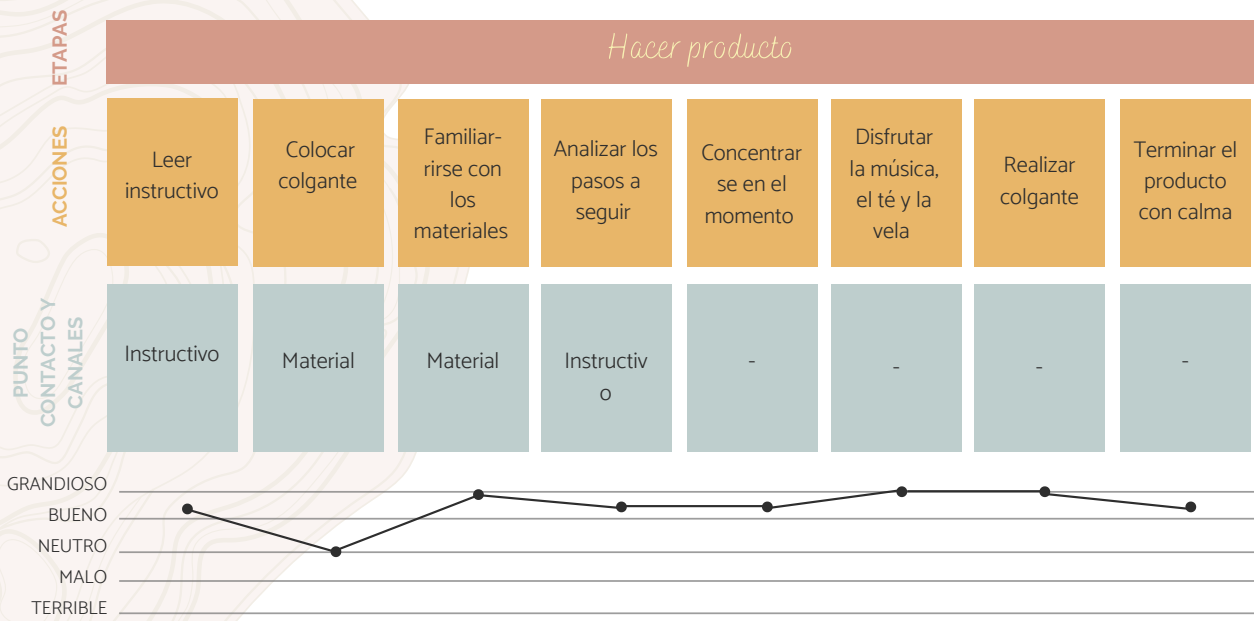 ETAPAS
Hacer producto
ACCIONES
Leer
instructivo
Colocar
colgante
Familiar-
rirse con
los
materiales
Analizar los
pasos a
seguir
Concentrar
se en el
momento
Disfrutar
la música,
el té y la
vela
Realizar
colgante
Terminar el
producto
con calma
PUNTO
CONTACTO Y
CANALES
Instructivo
Material
Material
Instructiv
o
-
-
-
-
GRANDIOSO
BUENO
NEUTRO
MALO
TERRIBLE